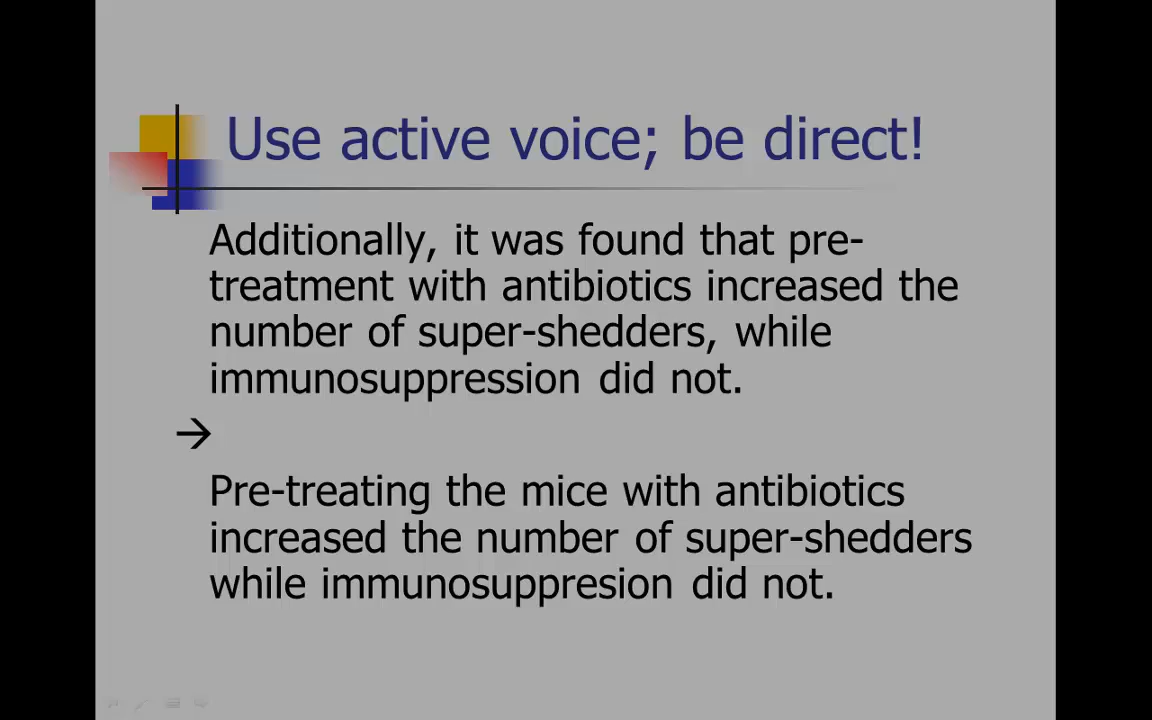 Use active voice; be direct!
Additionally, it was found that pre-
treatment with antibiotics increased the
number of super-shedders, while
immunosuppression did not.
→
Pre-treating the mice with antibiotics
increased the number of super-shedders
while immunosuppresion did not.